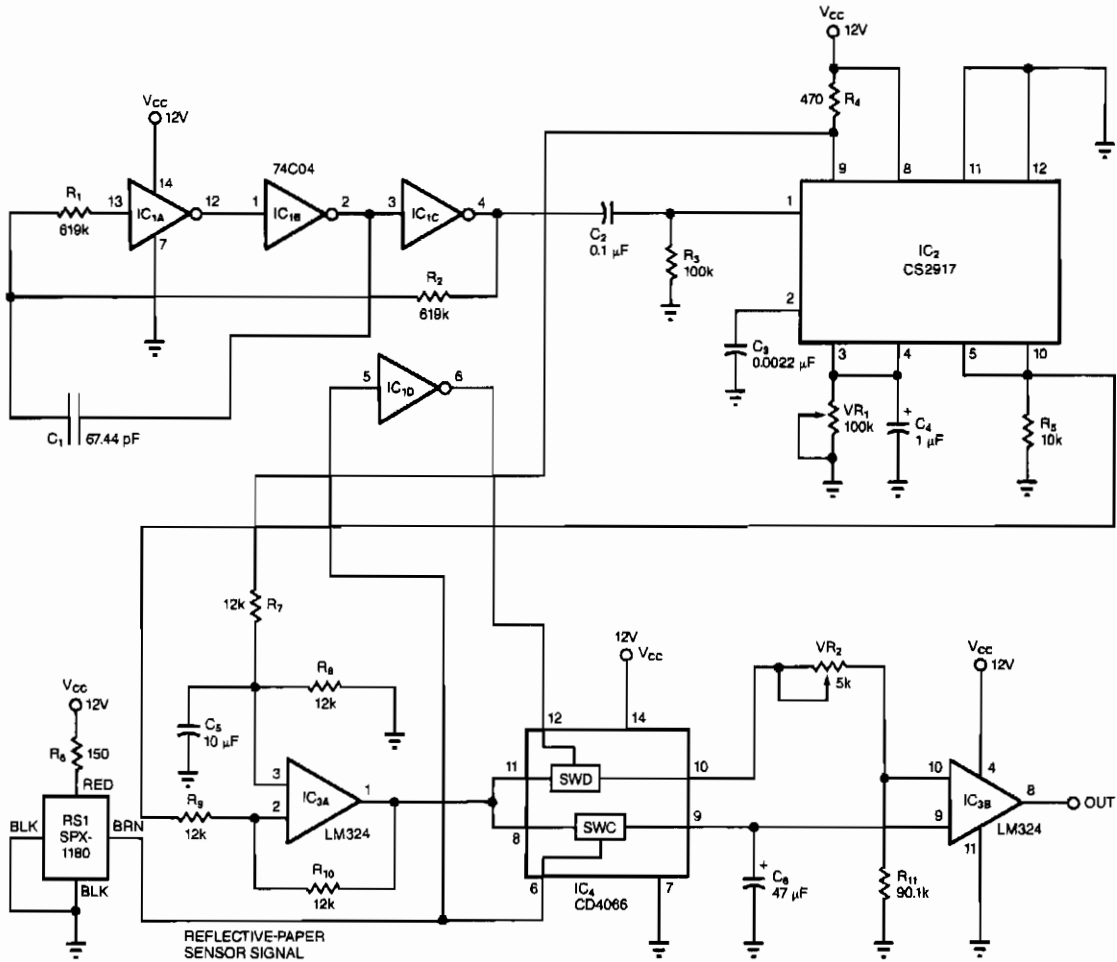 VCC
12V
470
R4
VCC
12V
74C04
14
9
8
11
12
R1
13
IC1A
12
1
IC1B
2
3
IC1C
4
1
619k
7
C2
0.1 µF
R3
100k
IC2
CS2917
R2
619k
2
C3
0.0022 µF
3
4
5
10
5
IC1D
6
VR1
100k
+
C4
1 µF
R5
10k
C1
67.44 pF
12k
R7
12V
VCC
VR2
5k
VCC
12V
R8
12k
VCC
12V
C5
10 µF
12
14
R6
150
11
SWD
10
10
4
RED
3
IC3A
1
IC3B
8
OUT
RS1
SPX-
1180
BLK
BRN
R9
12k
2
LM324
8
SWC
9
9
LM324
11
BLK
R10
12k
6
IC4
CD4066
7
+
C6
47 µF
R11
90.1k
REFLECTIVE-PAPER
SENSOR SIGNAL